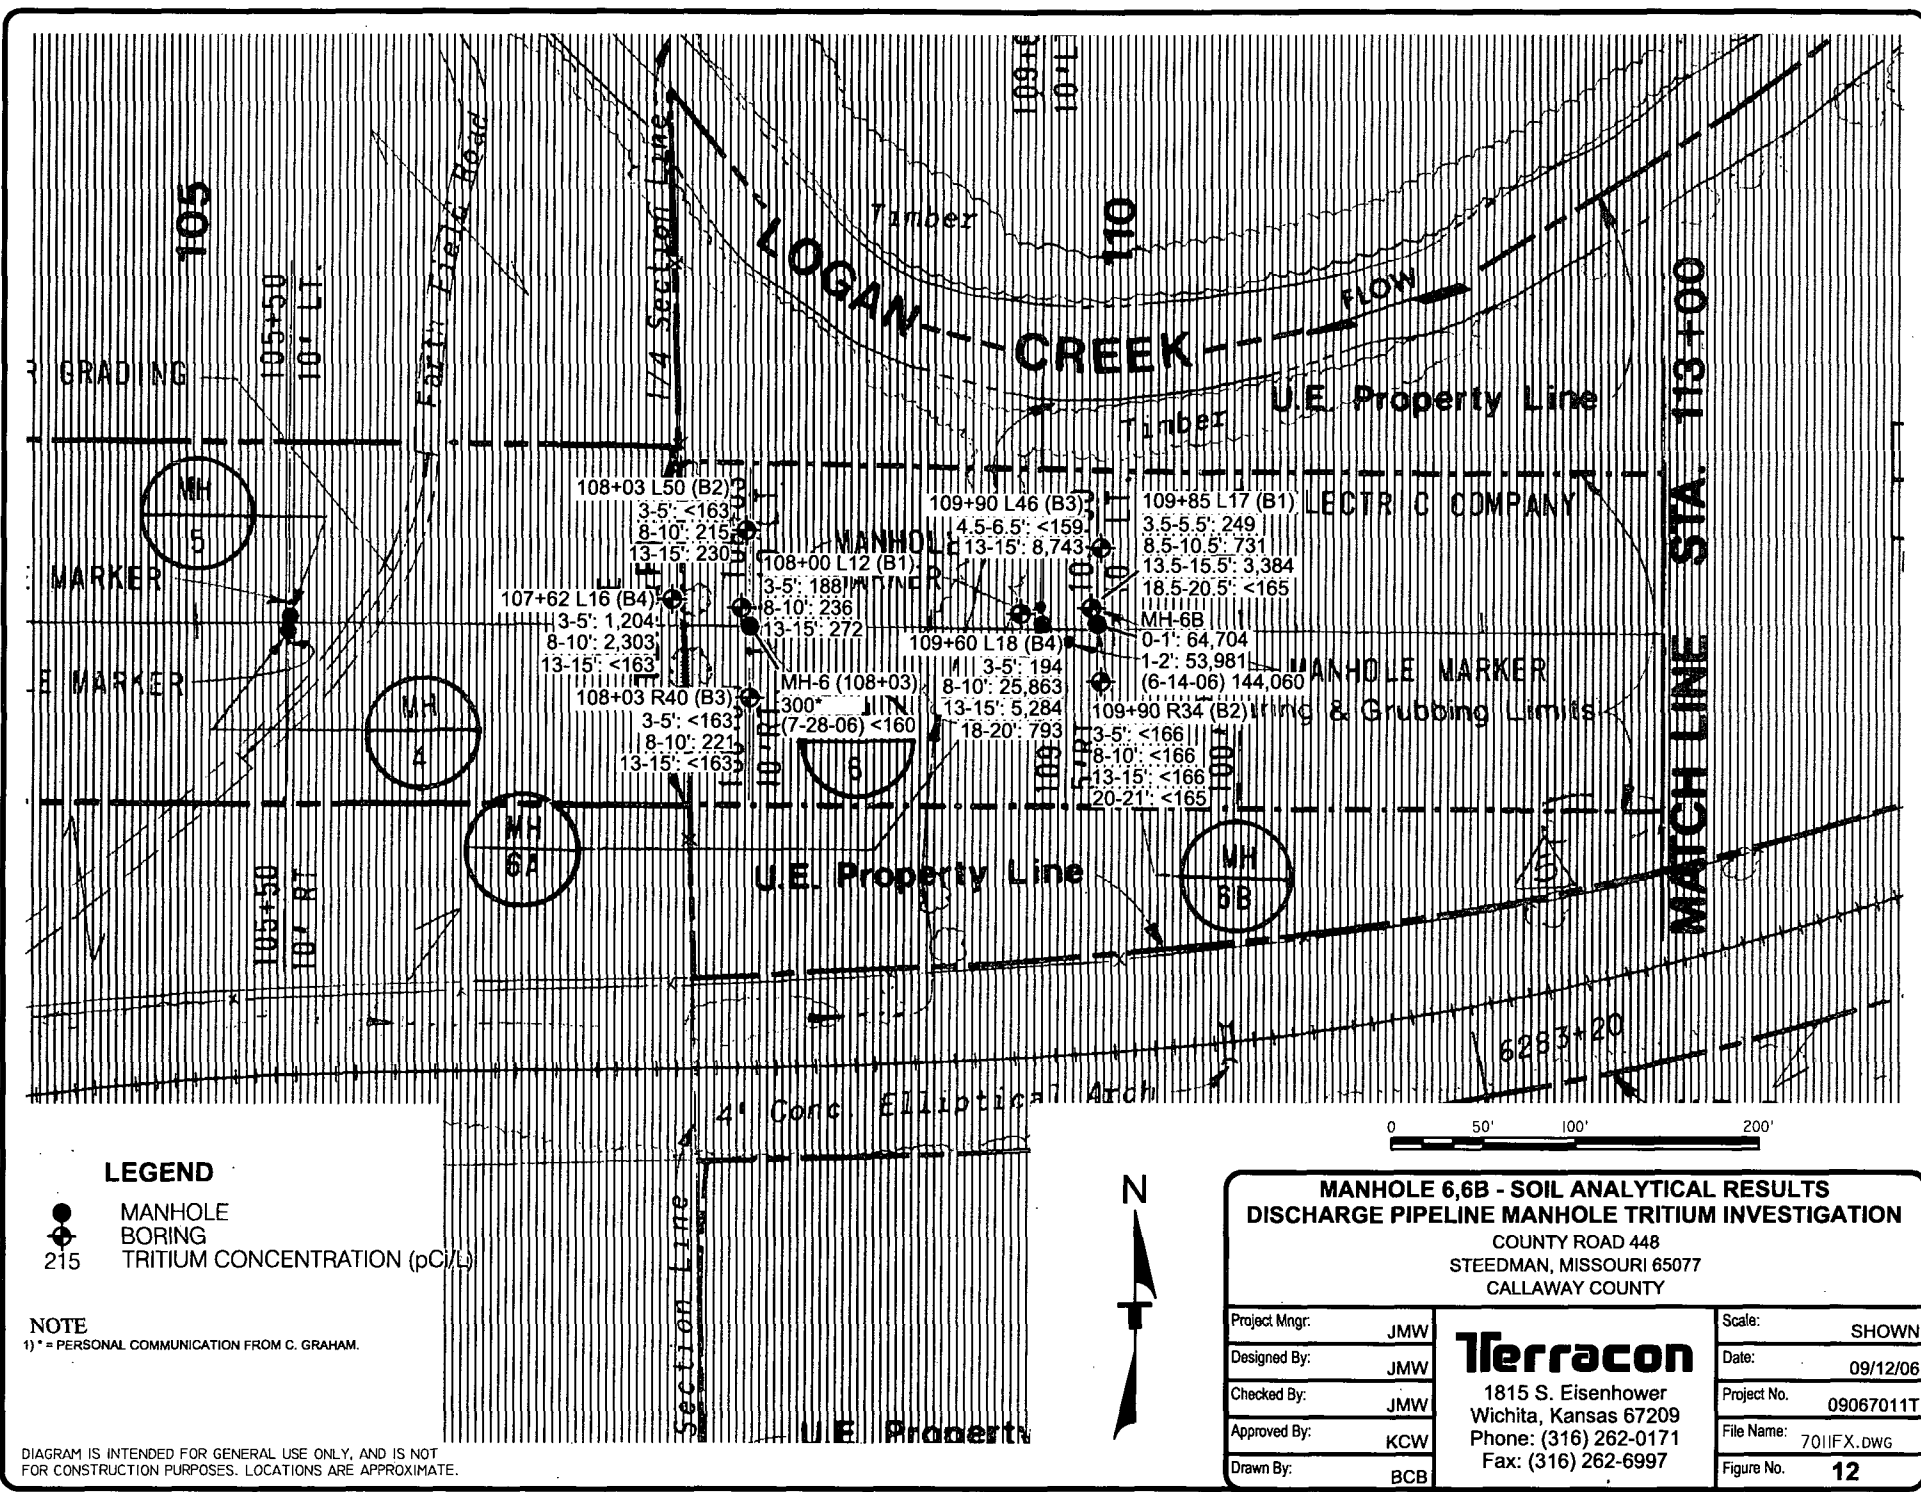 105
105+50
10' LT.
Farm Field Road
1/4 Section Line
Timber
LOGAN CREEK
110
10' L
FLOW
U.E. Property Line
Timber
STA. 113+00
MATCH LINE
GRADING
MH
5
MARKER
MARKER
MH
4
108+03 L50 (B2)
3-5': <163
8-10': 215
13-15': 230
108+00 L12 (B1)
3-5': 188
8-10': 236
13-15': 272
107+62 L16 (B4)
3-5': 1,204
8-10': 2,303
13-15': <163
108+03 R40 (B3)
3-5': <163
8-10': 221
13-15': <163
MH-6 (108+03)
300*
(7-28-06) <160
6
10' RT
109+90 L46 (B3)
4.5-6.5': <159
13-15': 8,743
109+85 L17 (B1)
3.5-5.5': 249
8.5-10.5': 731
13.5-15.5': 3,384
18.5-20.5': <165
LECTRIC COMPANY
MH-6B
0-1': 64,704
1-2': 53,981
(6-14-06) 144,060
109+60 L18 (B4)
3-5': 194
8-10': 25,863
13-15': 5,284
18-20': 793
109+90 R34 (B2)
3-5': <166
8-10': <166
13-15': <166
20-21': <165
MANHOLE MARKER
ring & Grubbing Limits
MH
6A
U.E. Property Line
MH
6B
5
105+50
10' RT
6283+20
4' Conc. Elliptical Arch
Section Line
U.E. Property
0 50' 100' 200'
LEGEND
MANHOLE
BORING
215 TRITIUM CONCENTRATION (pCi/L)
NOTE
1) * = PERSONAL COMMUNICATION FROM C. GRAHAM.
DIAGRAM IS INTENDED FOR GENERAL USE ONLY, AND IS NOT
FOR CONSTRUCTION PURPOSES. LOCATIONS ARE APPROXIMATE.
N
MANHOLE 6,6B - SOIL ANALYTICAL RESULTS
DISCHARGE PIPELINE MANHOLE TRITIUM INVESTIGATION
COUNTY ROAD 448
STEEDMAN, MISSOURI 65077
CALLAWAY COUNTY
Project Mngr: JMW
Designed By: JMW
Checked By: JMW
Approved By: KCW
Drawn By: BCB
Terracon
1815 S. Eisenhower
Wichita, Kansas 67209
Phone: (316) 262-0171
Fax: (316) 262-6997
Scale: SHOWN
Date: 09/12/06
Project No. 09067011T
File Name: 7011FX.DWG
Figure No. 12